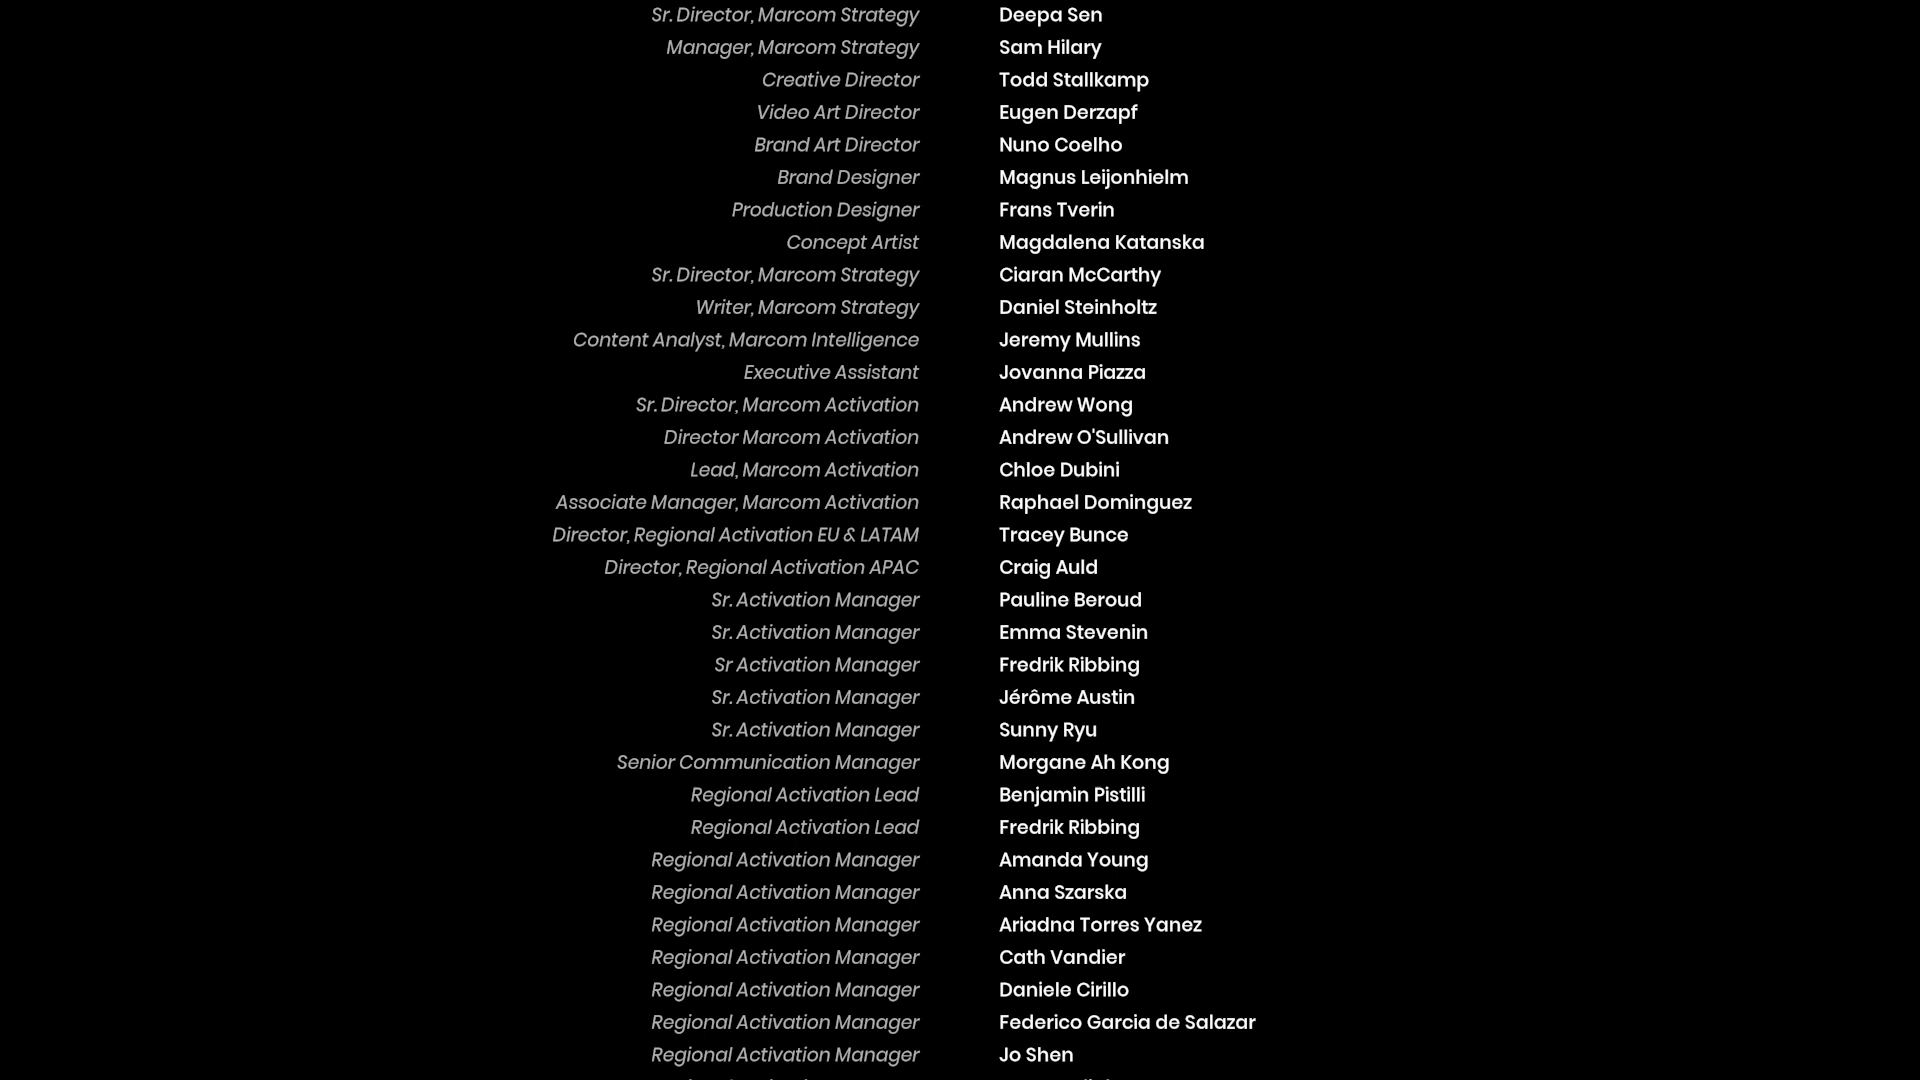 Sr. Director, Marcom Strategy Deepa Sen
Manager, Marcom Strategy Sam Hilary
Creative Director Todd Stallkamp
Video Art Director Eugen Derzapf
Brand Art Director Nuno Coelho
Brand Designer Magnus Leijonhielm
Production Designer Frans Tverin
Concept Artist Magdalena Katanska
Sr. Director, Marcom Strategy Ciaran McCarthy
Writer, Marcom Strategy Daniel Steinholtz
Content Analyst, Marcom Intelligence Jeremy Mullins
Executive Assistant Jovanna Piazza
Sr. Director, Marcom Activation Andrew Wong
Director Marcom Activation Andrew O'Sullivan
Lead, Marcom Activation Chloe Dubini
Associate Manager, Marcom Activation Raphael Dominguez
Director, Regional Activation EU & LATAM Tracey Bunce
Director, Regional Activation APAC Craig Auld
Sr. Activation Manager Pauline Beroud
Sr. Activation Manager Emma Stevenin
Sr Activation Manager Fredrik Ribbing
Sr. Activation Manager Jérôme Austin
Sr. Activation Manager Sunny Ryu
Senior Communication Manager Morgane Ah Kong
Regional Activation Lead Benjamin Pistilli
Regional Activation Lead Fredrik Ribbing
Regional Activation Manager Amanda Young
Regional Activation Manager Anna Szarska
Regional Activation Manager Ariadna Torres Yanez
Regional Activation Manager Cath Vandier
Regional Activation Manager Daniele Cirillo
Regional Activation Manager Federico Garcia de Salazar
Regional Activation Manager Jo Shen